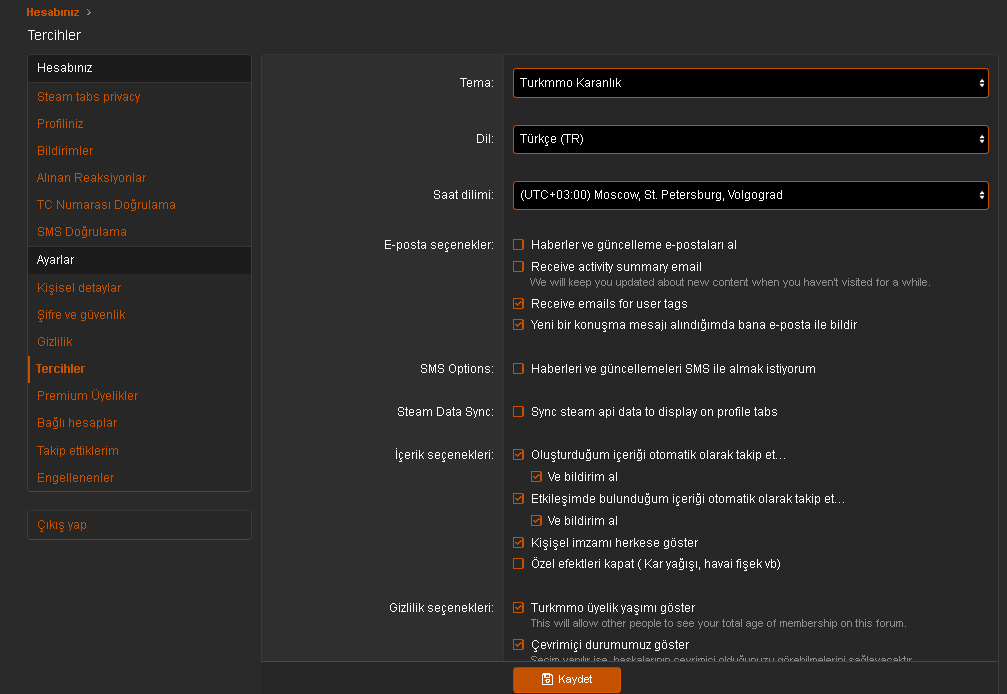 Hesabınız >
Tercihler
Hesabınız
Steam tabs privacy
Profiliniz
Bildirimler
Alınan Reaksiyonlar
TC Numarası Doğrulama
SMS Doğrulama
Ayarlar
Kişisel detaylar
Şifre ve güvenlik
Gizlilik
Tercihler
Premium Üyelikler
Bağlı hesaplar
Takip ettiklerim
Engellenenler
Çıkış yap
Tema: Turkmmo Karanlık
Dil: Türkçe (TR)
Saat dilimi: (UTC+03:00) Moscow, St. Petersburg, Volgograd
E-posta seçenekler: Haberler ve güncelleme e-postaları al
Receive activity summary email
We will keep you updated about new content when you haven't visited for a while.
Receive emails for user tags
Yeni bir konuşma mesajı alındığımda bana e-posta ile bildir
SMS Options: Haberleri ve güncellemeleri SMS ile almak istiyorum
Steam Data Sync: Sync steam api data to display on profile tabs
İçerik seçenekleri: Oluşturduğum içeriği otomatik olarak takip et...
Ve bildirim al
Etkileşimde bulunduğum içeriği otomatik olarak takip et...
Ve bildirim al
Kişisel imzamı herkese göster
Özel efektleri kapat ( Kar yağışı, havai fişek vb)
Gizlilik seçenekleri: Turkmmo üyelik yaşımı göster
This will allow other people to see your total age of membership on this forum.
Çevrimiçi durumumuz göster
Seçim yapılır ise, başkalarının çevrimiçi olduğunuzu görebilmelerini sağlayacaktır.
Kaydet